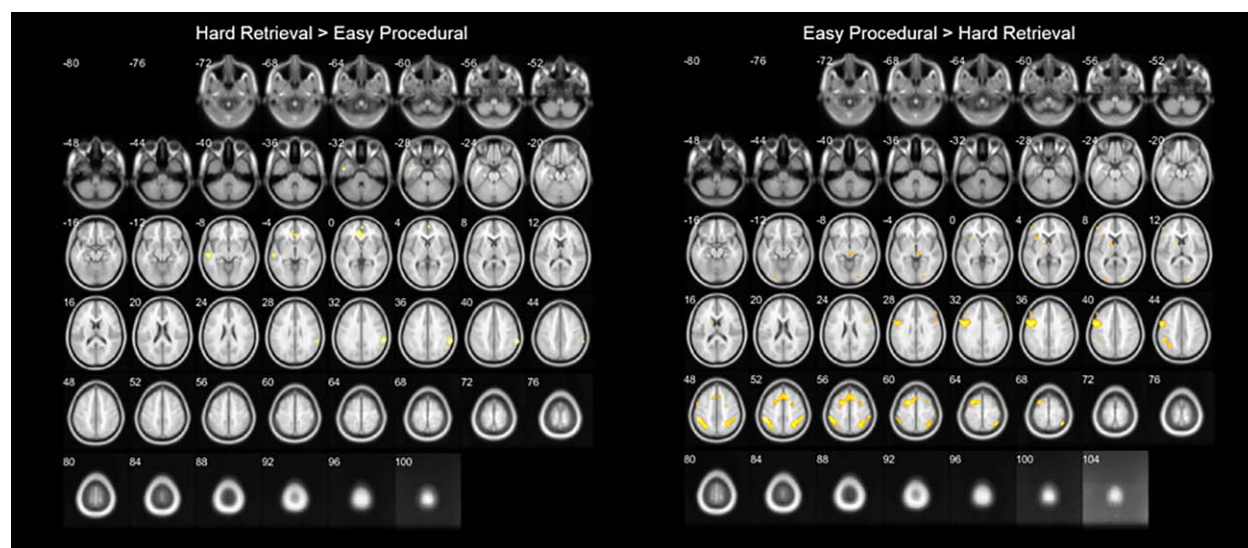 Hard Retrieval > Easy Procedural
-80 -76 -72 -68 -64 -60 -56 -52
-48 -44 -40 -36 -32 -28 -24 -20
-16 -12 -8 -4 0 4 8 12
16 20 24 28 32 36 40 44
48 52 56 60 64 68 72 76
80 84 88 92 96 100
Easy Procedural > Hard Retrieval
-80 -76 -72 -68 -64 -60 -56 -52
-48 -44 -40 -36 -32 -28 -24 -20
-16 -12 -8 -4 0 4 8 12
16 20 24 28 32 36 40 44
48 52 56 60 64 68 72 76
80 84 88 92 96 100 104